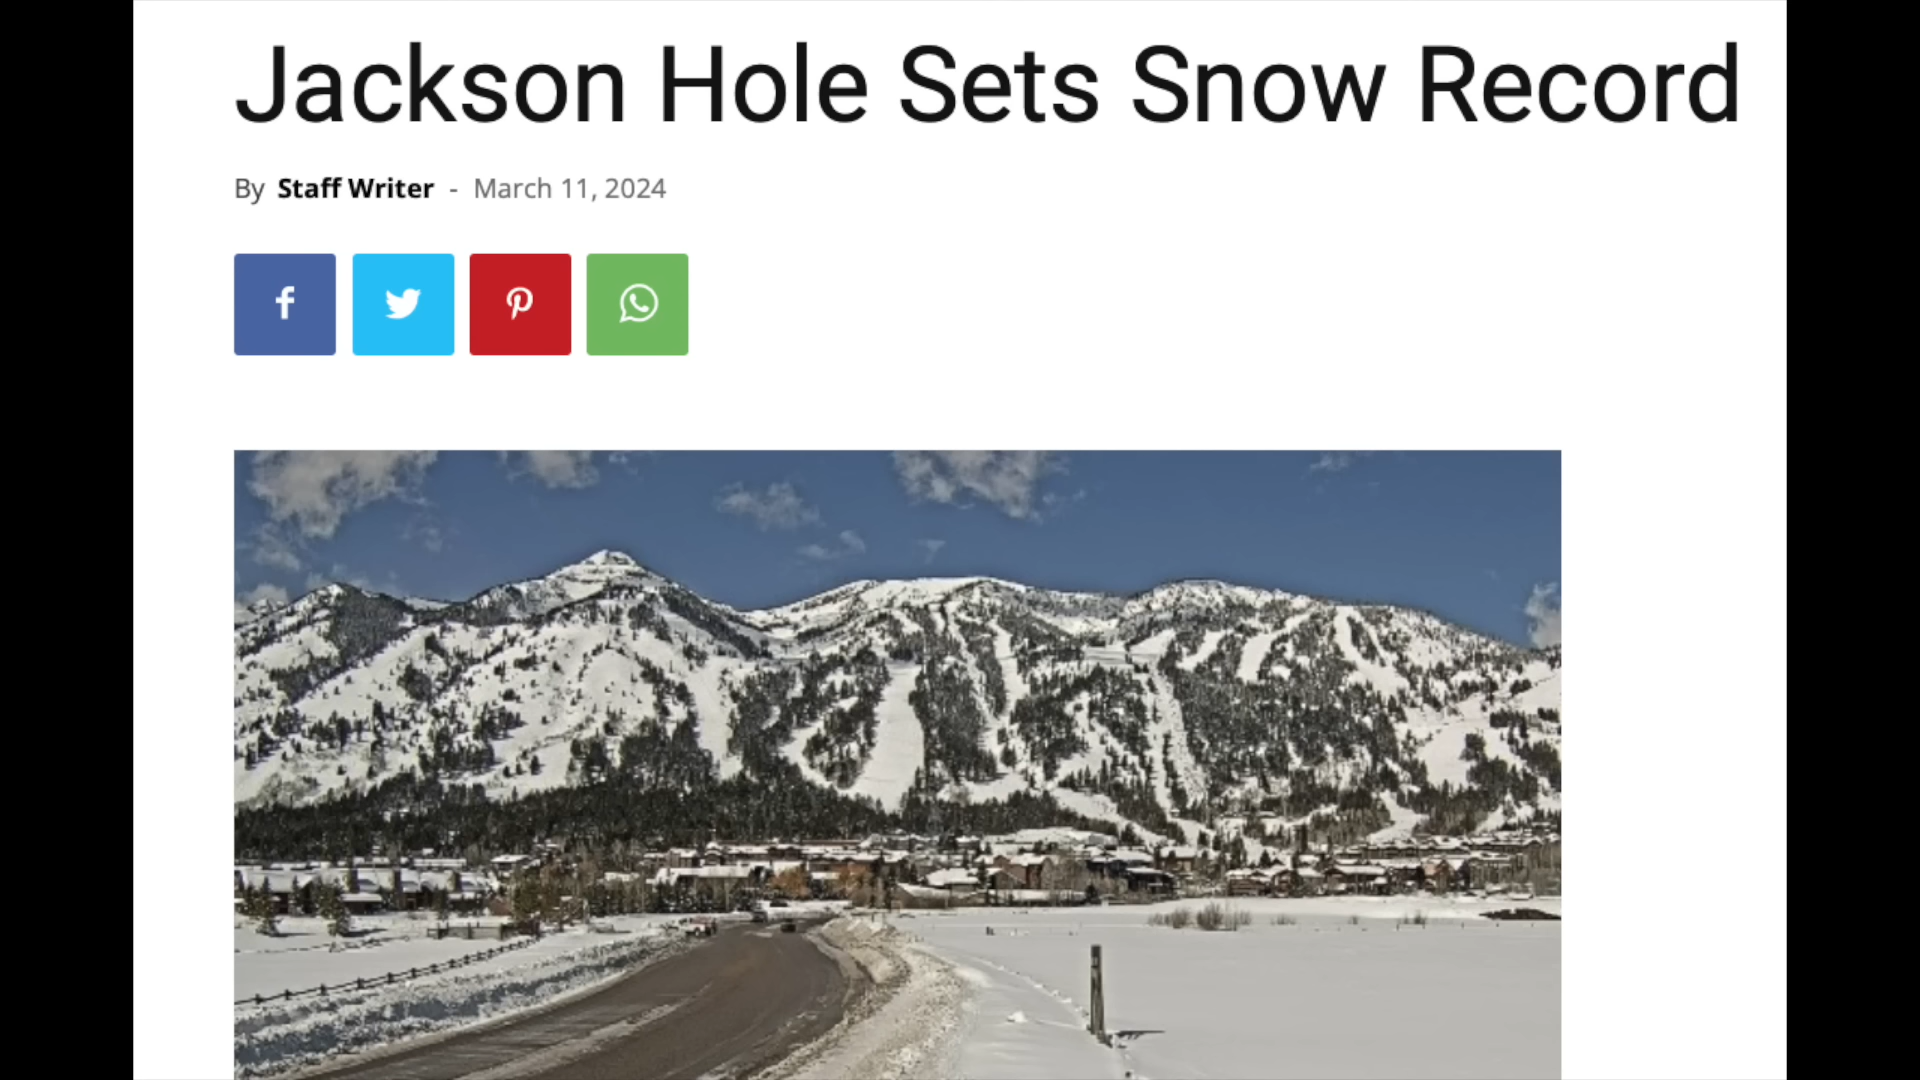 Jackson Hole Sets Snow Record
By Staff Writer - March 11, 2024